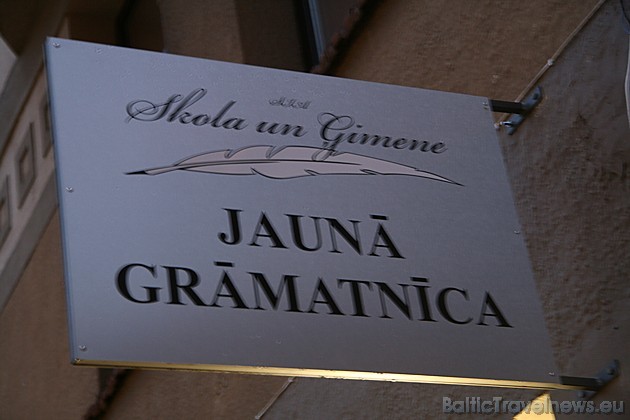 Skola un Ģimene
JAUNĀ
GRĀMATNĪCA
BalticTravelnews.eu